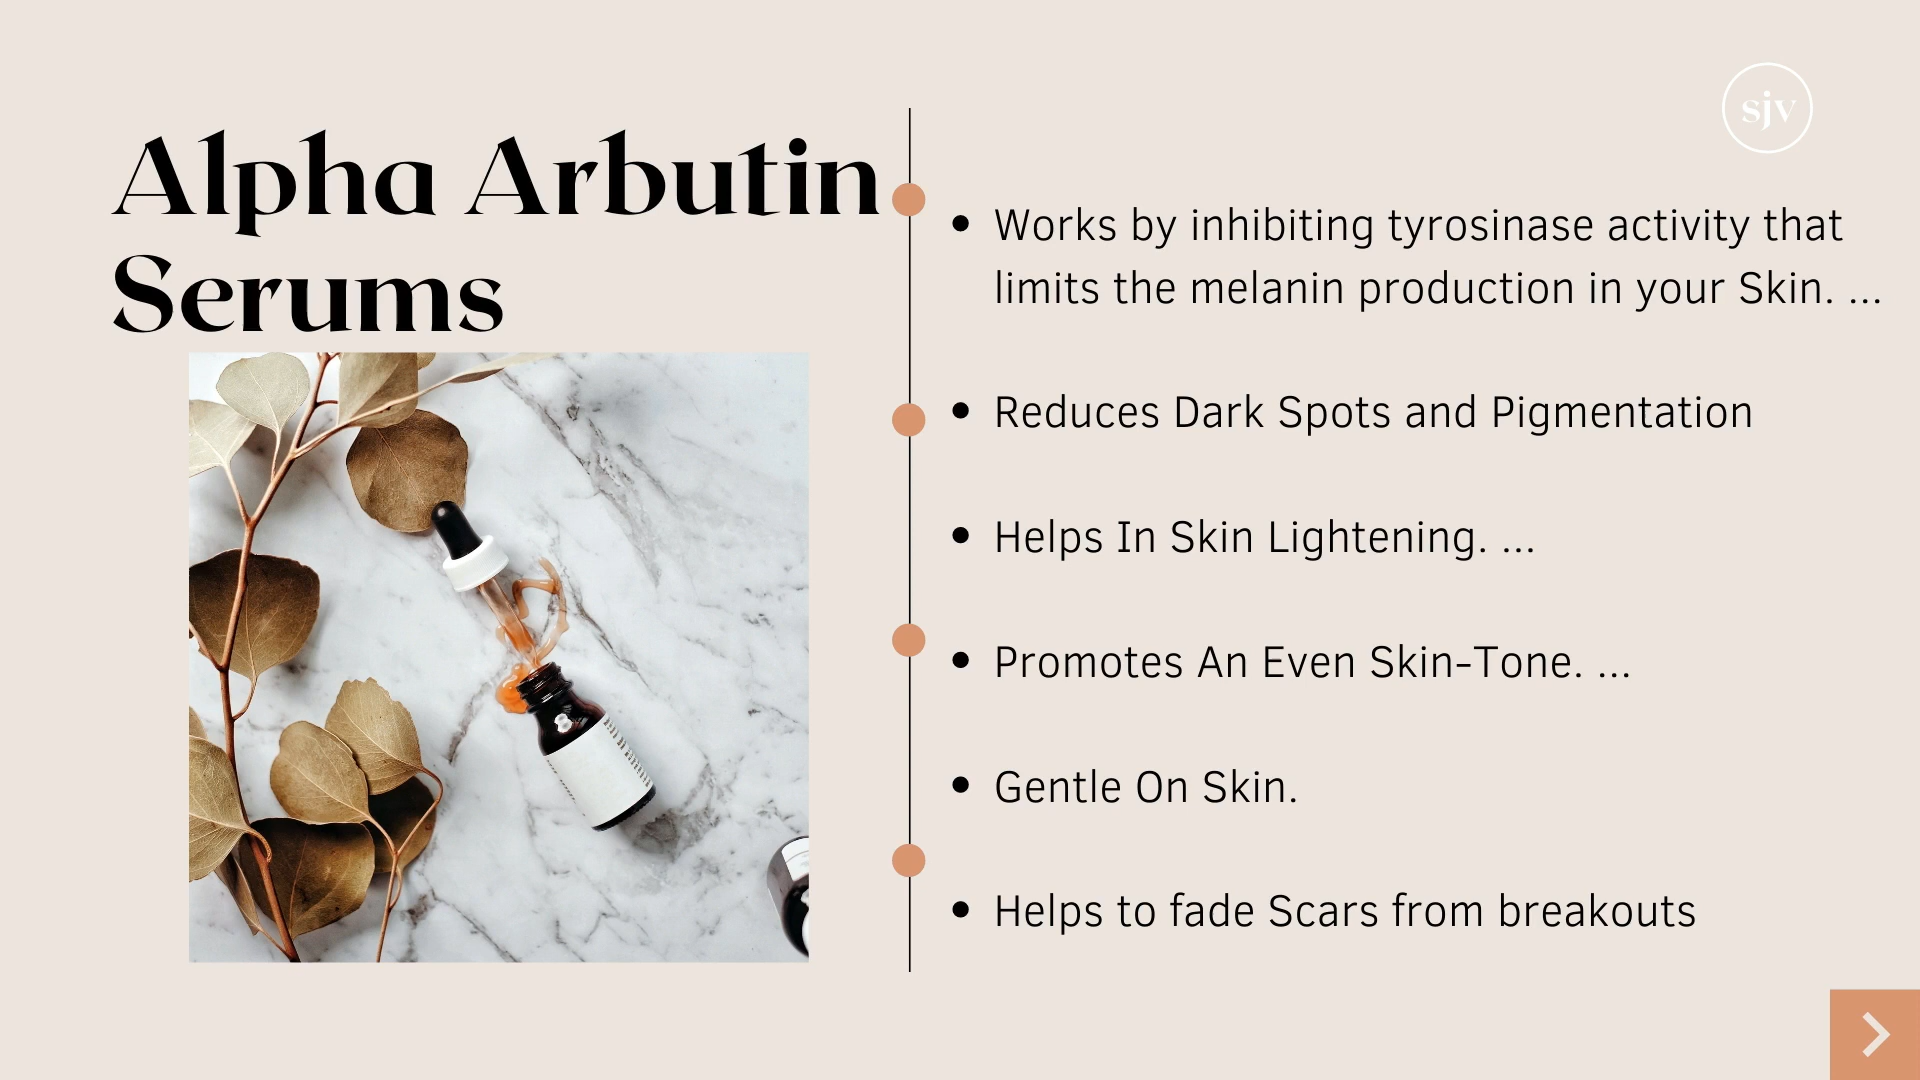 Alpha Arbutin
Serums
sjv
• Works by inhibiting tyrosinase activity that
limits the melanin production in your Skin. ...
• Reduces Dark Spots and Pigmentation
• Helps In Skin Lightening. ...
• Promotes An Even Skin-Tone. ...
• Gentle On Skin.
• Helps to fade Scars from breakouts